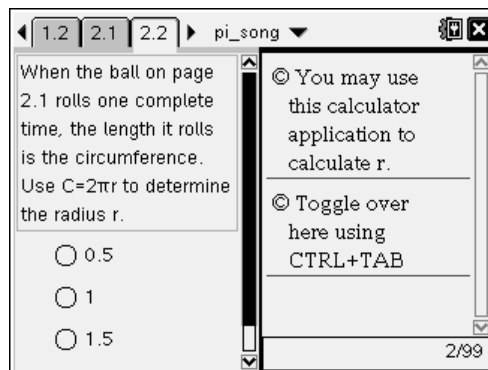 1.2 2.1 2.2 pi_song
When the ball on page
2.1 rolls one complete
time, the length it rolls
is the circumference.
Use C=2πr to determine
the radius r.
0.5
1
1.5
© You may use
this calculator
application to
calculate r.
© Toggle over
here using
CTRL+TAB
2/99